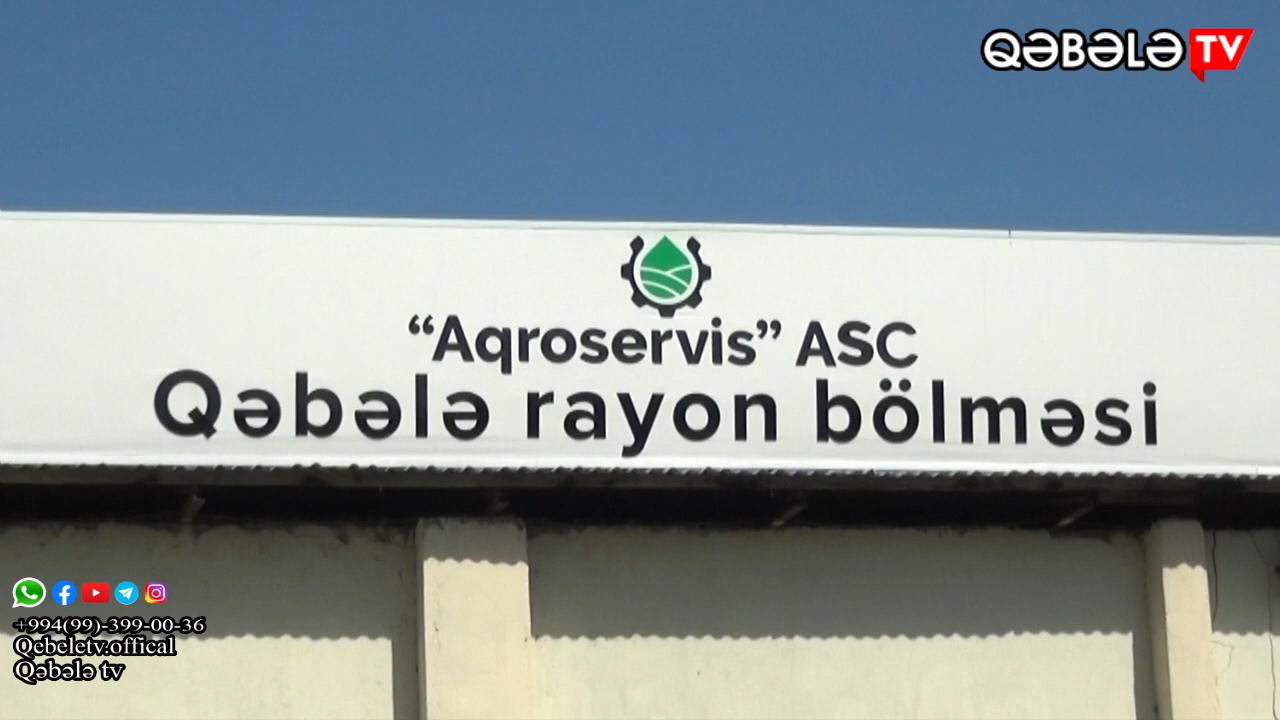 QƏBƏLƏ TV
“Aqroservis” ASC
Qəbələ rayon bölməsi
+994(99)-399-00-36
Qebeletv.offical
Qəbələ tv